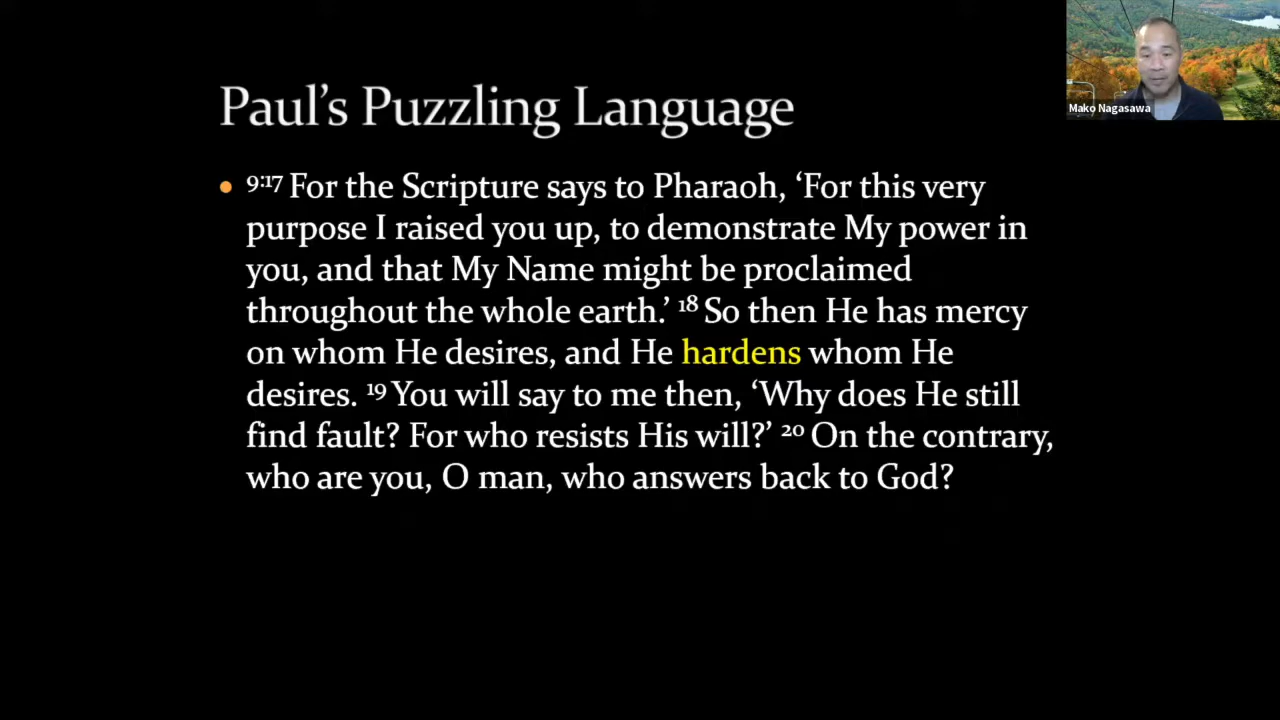 Mako Nagasawa
Paul’s Puzzling Language
• 9:17 For the Scripture says to Pharaoh, ‘For this very
purpose I raised you up, to demonstrate My power in
you, and that My Name might be proclaimed
throughout the whole earth.’ 18 So then He has mercy
on whom He desires, and He hardens whom He
desires. 19 You will say to me then, ‘Why does He still
find fault? For who resists His will?’ 20 On the contrary,
who are you, O man, who answers back to God?